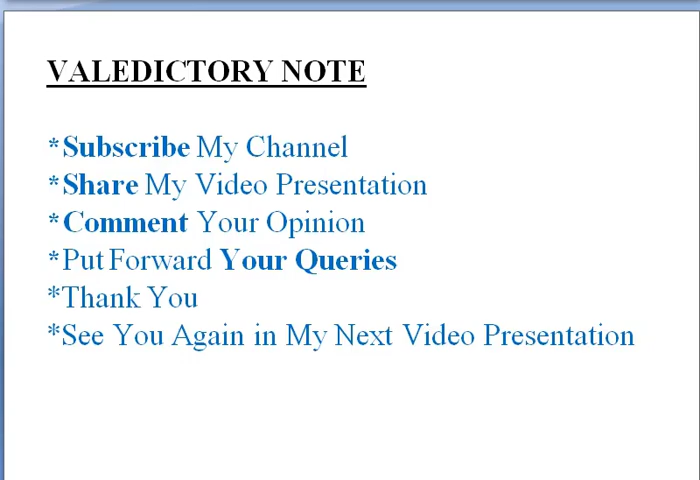 VALEDICTORY NOTE
*Subscribe My Channel
*Share My Video Presentation
*Comment Your Opinion
*Put Forward Your Queries
*Thank You
*See You Again in My Next Video Presentation